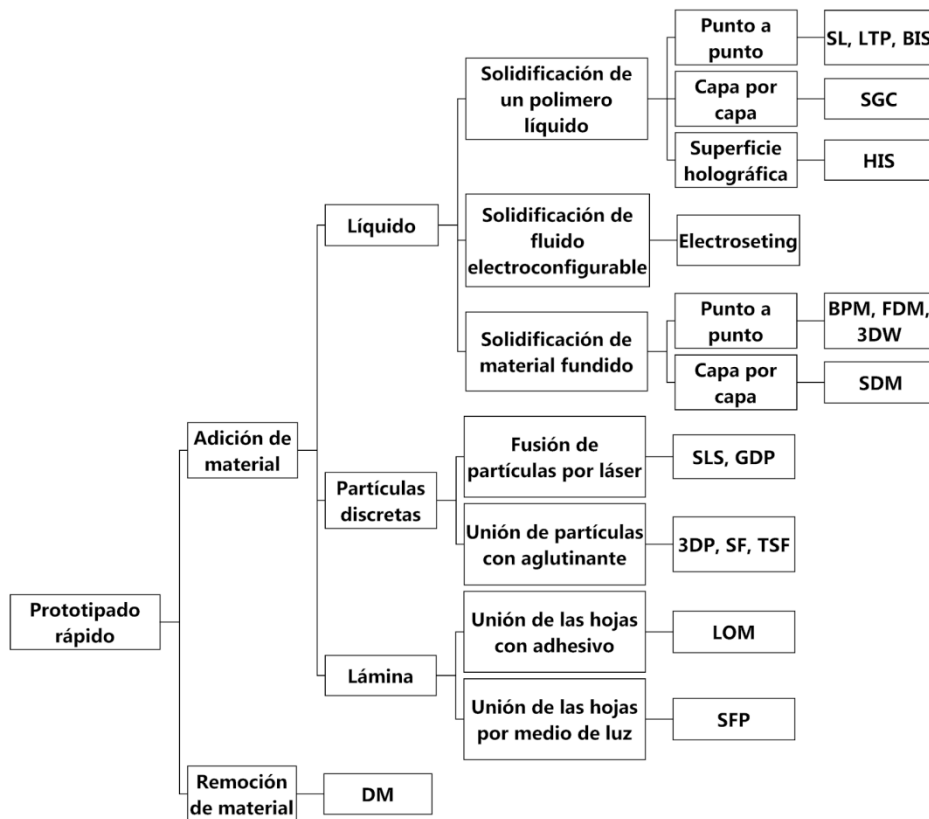 Punto a
punto
SL, LTP, BIS
Solidificación de
un polimero
líquido
Capa por
capa
SGC
Superficie
holográfica
HIS
Líquido
Solidificación de
fluido
electroconfigurable
Electroseting
Solidificación de
material fundido
Punto a
punto
BPM, FDM,
3DW
Capa por
capa
SDM
Adición de
material
Partículas
discretas
Fusión de
partículas por láser
SLS, GDP
Unión de partículas
con aglutinante
3DP, SF, TSF
Prototipado
rápido
Lámina
Unión de las hojas
con adhesivo
LOM
Unión de las hojas
por medio de luz
SFP
Remoción
de material
DM